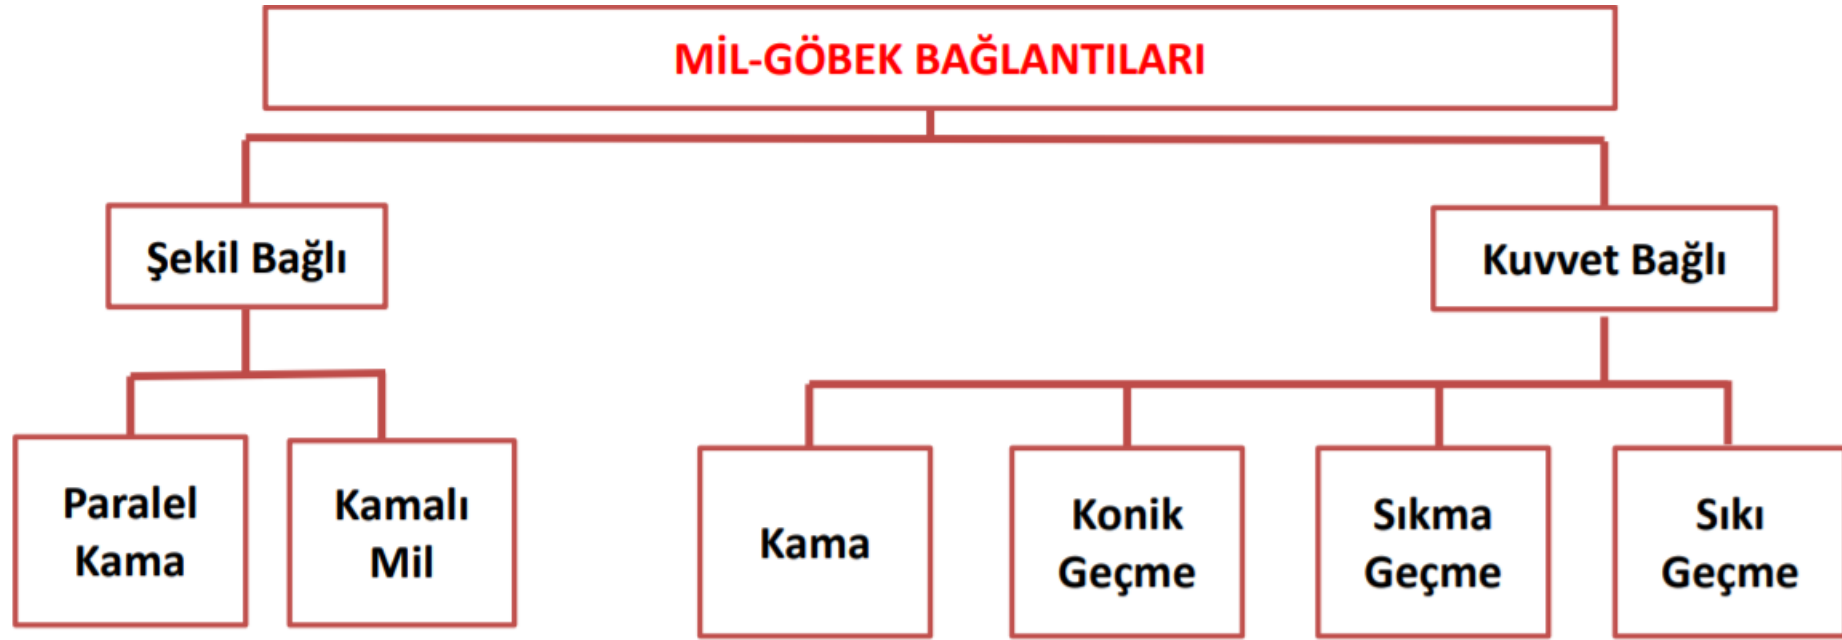 MİL-GÖBEK BAĞLANTILARI
Şekil Bağlı
Kuvvet Bağlı
Paralel
Kama
Kamalı
Mil
Kama
Konik
Geçme
Sıkma
Geçme
Sıkı
Geçme